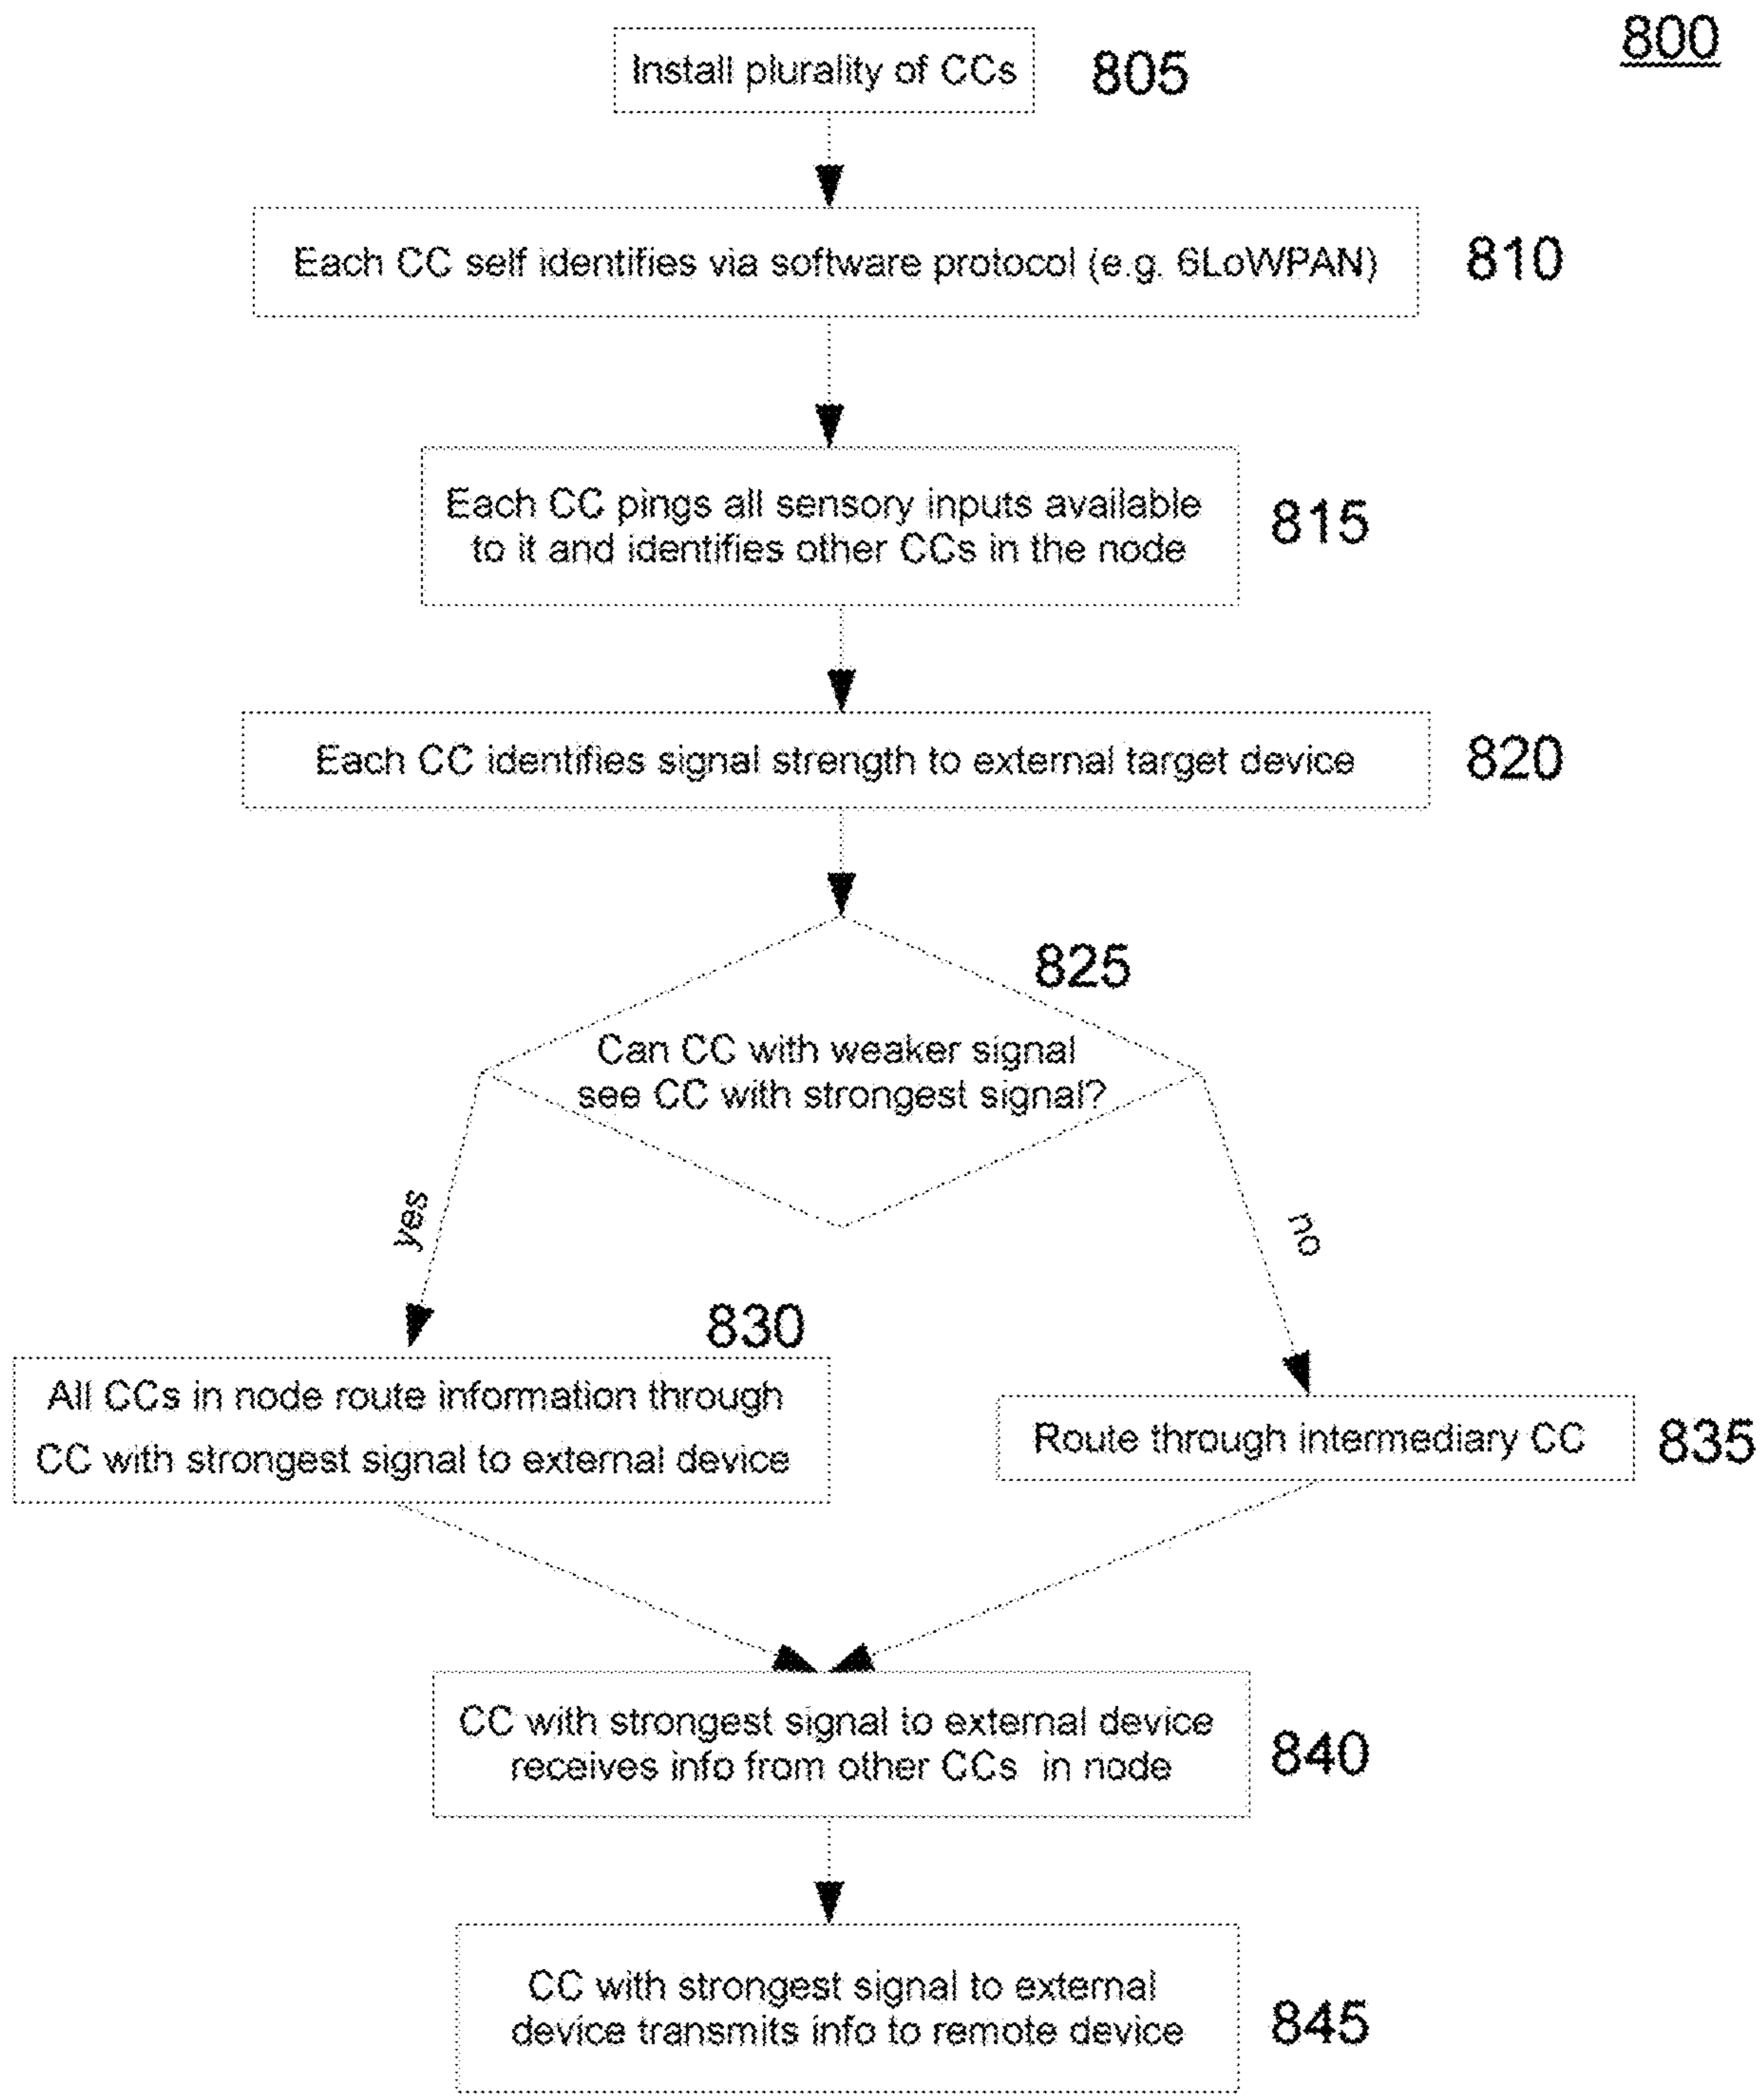 800
Install plurality of CCs
805
Each CC self identifies via software protocol (e.g. 6LoWPAN)
810
Each CC pings all sensory inputs available
to it and identifies other CCs in the node
815
Each CC identifies signal strength to external target device
820
825
Can CC with weaker signal
see CC with strongest signal?
yes
no
830
All CCs in node route information through
CC with strongest signal to external device
Route through intermediary CC
835
CC with strongest signal to external device
receives info from other CCs in node
840
CC with strongest signal to external
device transmits info to remote device
845